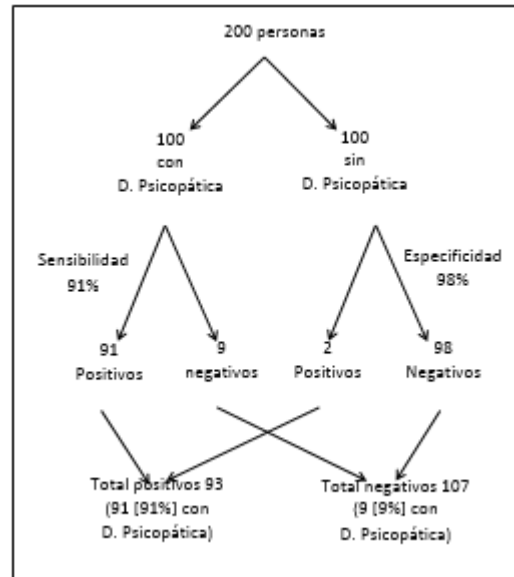 200 personas
100
con
D. Psicopática
100
sin
D. Psicopática
Sensibilidad
91%
Especificidad
98%
91
Positivos
9
negativos
2
Positivos
98
Negativos
Total positivos 93
(91 [91%] con
D. Psicopática)
Total negativos 107
(9 [9%] con
D. Psicopática)